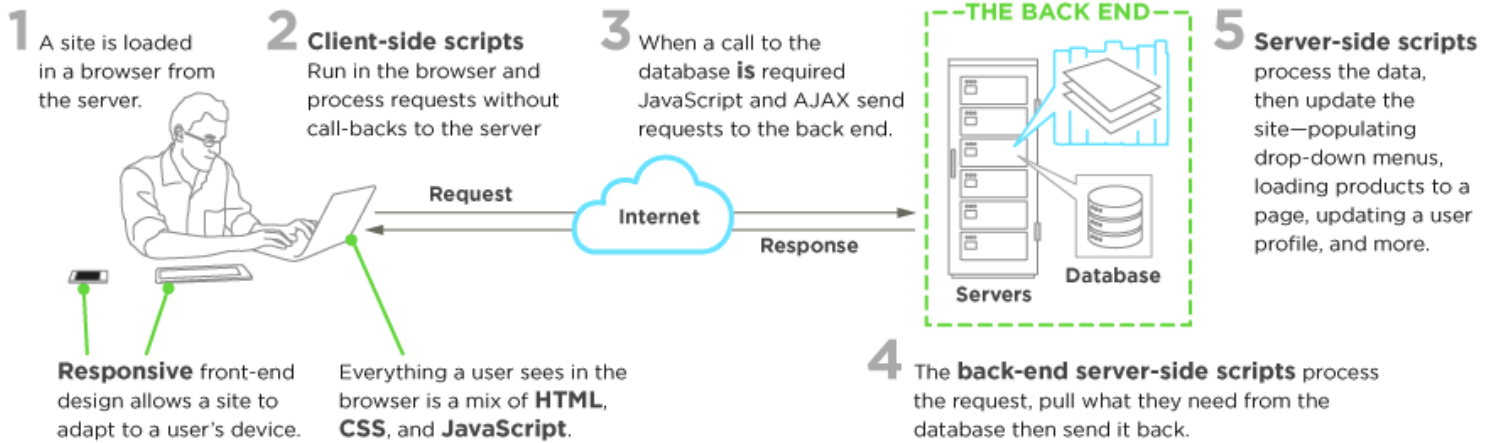 1
A site is loaded
in a browser from
the server.
2
Client-side scripts
Run in the browser and
process requests without
call-backs to the server
3
When a call to the
database is required
JavaScript and AJAX send
requests to the back end.
THE BACK END
5
Server-side scripts
process the data,
then update the
site—populating
drop-down menus,
loading products to a
page, updating a user
profile, and more.
Request
Internet
Response
Servers
Database
Responsive front-end
design allows a site to
adapt to a user's device.
Everything a user sees in the
browser is a mix of HTML,
CSS, and JavaScript.
4
The back-end server-side scripts process
the request, pull what they need from the
database then send it back.